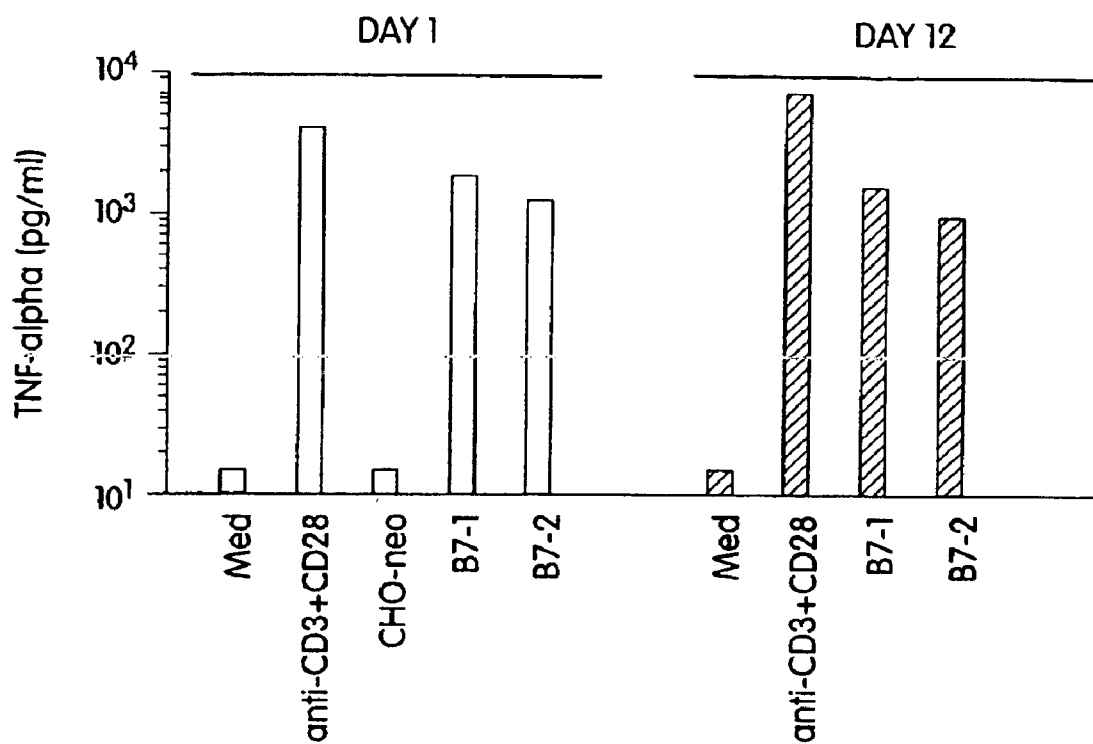 DAY 1
DAY 12
TNF-alpha (pg/ml)
10⁴
10³
10²
10¹
Med
anti-CD3+CD28
CHO-neo
B7-1
B7-2
Med
anti-CD3+CD28
B7-1
B7-2